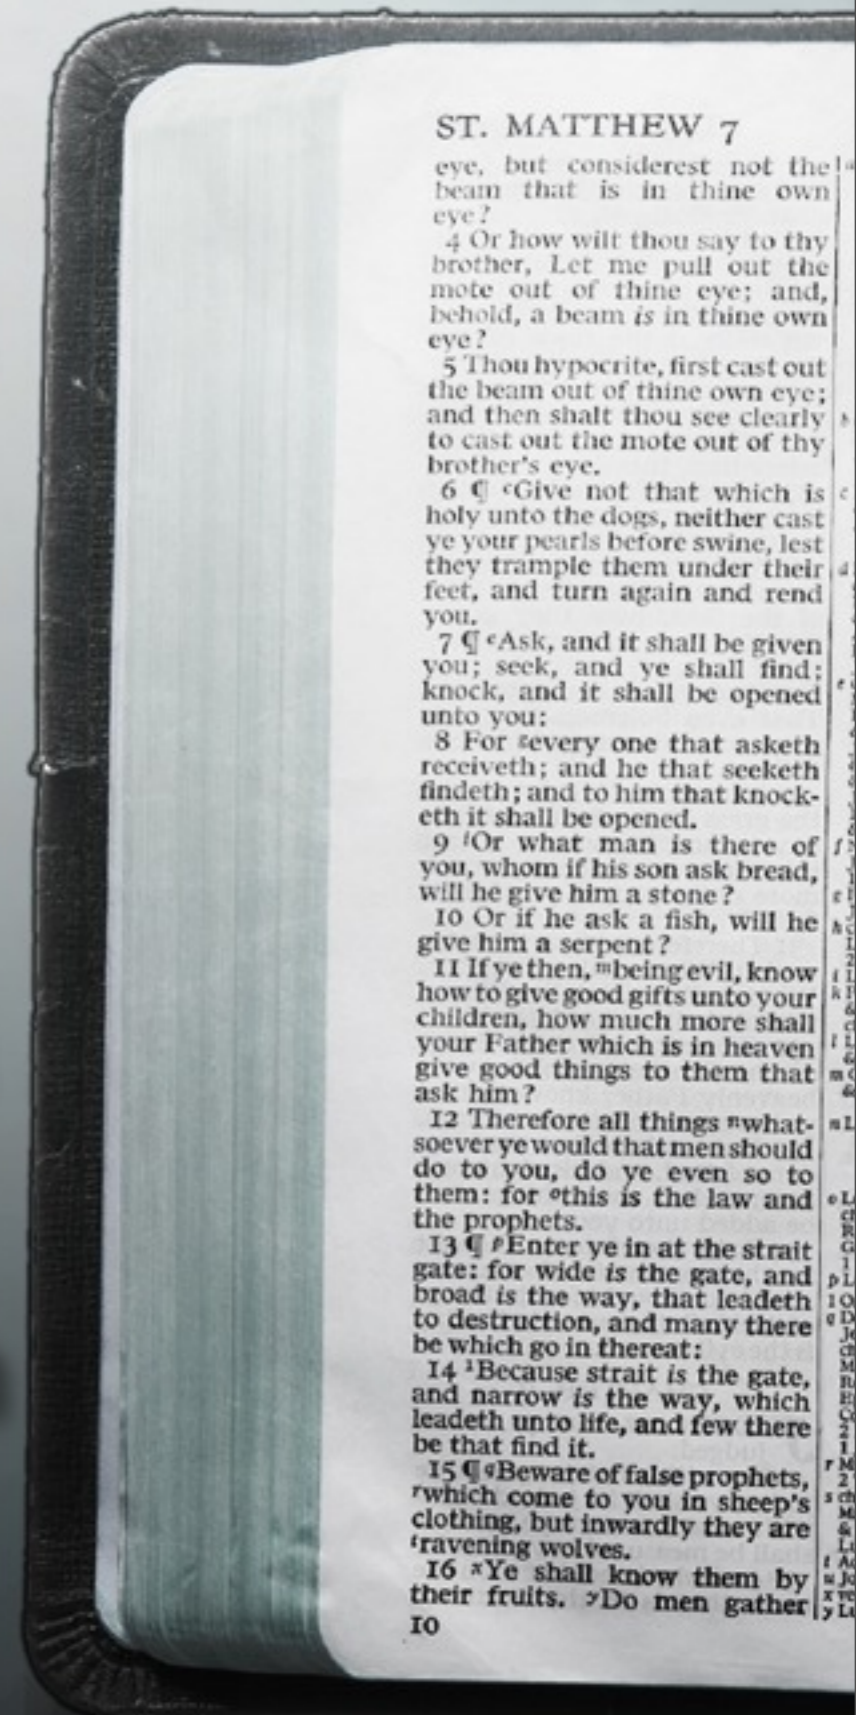 ST. MATTHEW 7
eye, but considerest not the
beam that is in thine own
eye?
4 Or how wilt thou say to thy
brother, Let me pull out the
mote out of thine eye; and,
behold, a beam is in thine own
eye?
5 Thou hypocrite, first cast out
the beam out of thine own eye;
and then shalt thou see clearly
to cast out the mote out of thy
brother's eye.
6 ¶ cGive not that which is
holy unto the dogs, neither cast
ye your pearls before swine, lest
they trample them under their
feet, and turn again and rend
you.
7 ¶ eAsk, and it shall be given
you; seek, and ye shall find;
knock, and it shall be opened
unto you:
8 For gevery one that asketh
receiveth; and he that seeketh
findeth; and to him that knock-
eth it shall be opened.
9 lOr what man is there of
you, whom if his son ask bread,
will he give him a stone?
10 Or if he ask a fish, will he
give him a serpent?
11 If ye then, mbeing evil, know
how to give good gifts unto your
children, how much more shall
your Father which is in heaven
give good things to them that
ask him?
12 Therefore all things nwhat-
soever ye would that men should
do to you, do ye even so to
them: for othis is the law and
the prophets.
13 ¶ pEnter ye in at the strait
gate: for wide is the gate, and
broad is the way, that leadeth
to destruction, and many there
be which go in thereat:
14 1Because strait is the gate,
and narrow is the way, which
leadeth unto life, and few there
be that find it.
15 ¶ qBeware of false prophets,
rwhich come to you in sheep's
clothing, but inwardly they are
travening wolves.
16 xYe shall know them by
their fruits. yDo men gather
10